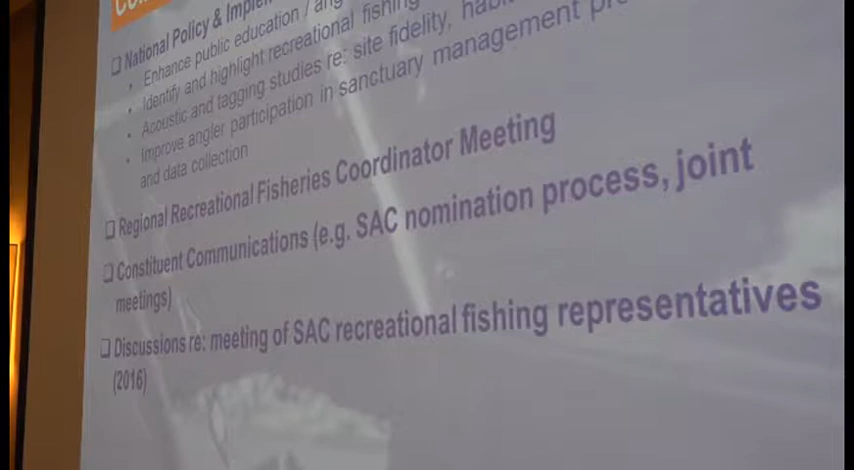 ❑ National Policy &
• Enhance public education /
• Identify and highlight recreational fishing
• Acoustic and tagging studies re: site fidelity,
• Improve angler participation in sanctuary management
and data collection
❑ Regional Recreational Fisheries Coordinator Meeting
❑ Constituent Communications (e.g. SAC nomination process, joint
meetings)
❑ Discussions re: meeting of SAC recreational fishing representatives
(2016)